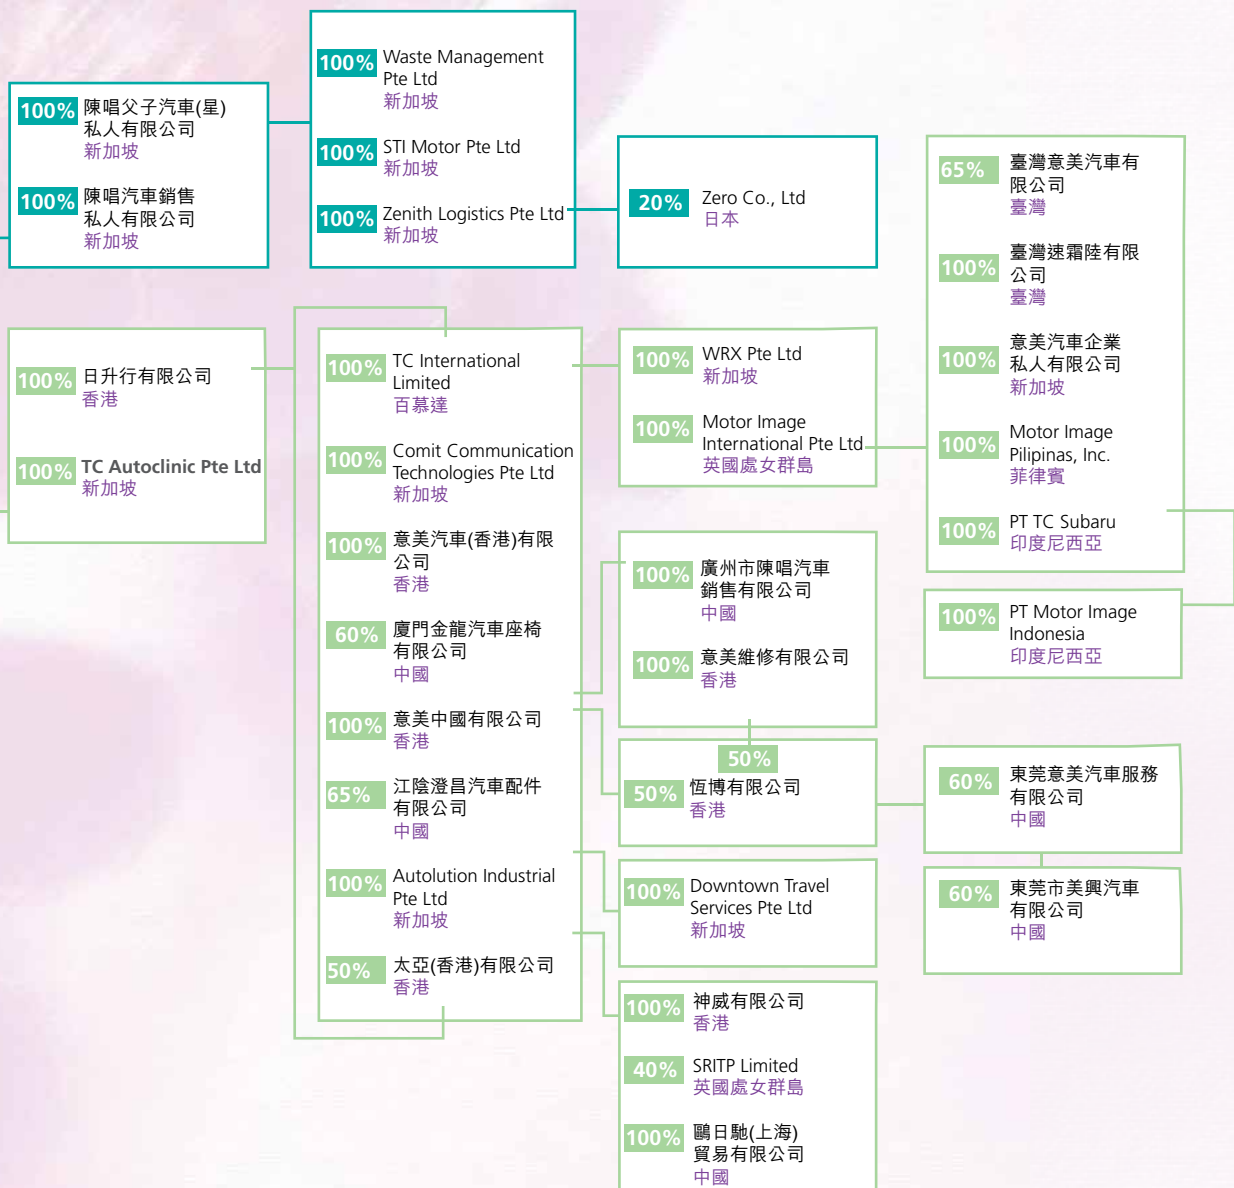 100% 陳唱父子汽車(星)
私人有限公司
新加坡
100% 陳唱汽車銷售
私人有限公司
新加坡
100% Waste Management
Pte Ltd
新加坡
100% STI Motor Pte Ltd
新加坡
100% Zenith Logistics Pte Ltd
新加坡
20% Zero Co., Ltd
日本
100% 日升行有限公司
香港
100% TC Autoclinic Pte Ltd
新加坡
100% TC International
Limited
百慕達
100% Comit Communication
Technologies Pte Ltd
新加坡
100% 意美汽車(香港)有限
公司
香港
60% 廈門金龍汽車座椅
有限公司
中國
100% 意美中國有限公司
香港
65% 江陰澄昌汽車配件
有限公司
中國
100% Autolution Industrial
Pte Ltd
新加坡
50% 太亞(香港)有限公司
香港
100% WRX Pte Ltd
新加坡
100% Motor Image
International Pte Ltd
英國處女群島
100% 廣州市陳唱汽車
銷售有限公司
中國
100% 意美維修有限公司
香港
50%
50% 恆博有限公司
香港
100% Downtown Travel
Services Pte Ltd
新加坡
100% 神威有限公司
香港
40% SRITP Limited
英國處女群島
100% 鷗日馳(上海)
貿易有限公司
中國
65% 臺灣意美汽車有
限公司
臺灣
100% 臺灣速霜陸有限
公司
臺灣
100% 意美汽車企業
私人有限公司
新加坡
100% Motor Image
Pilipinas, Inc.
菲律賓
100% PT TC Subaru
印度尼西亞
100% PT Motor Image
Indonesia
印度尼西亞
60% 東莞意美汽車服務
有限公司
中國
60% 東莞市美興汽車
有限公司
中國